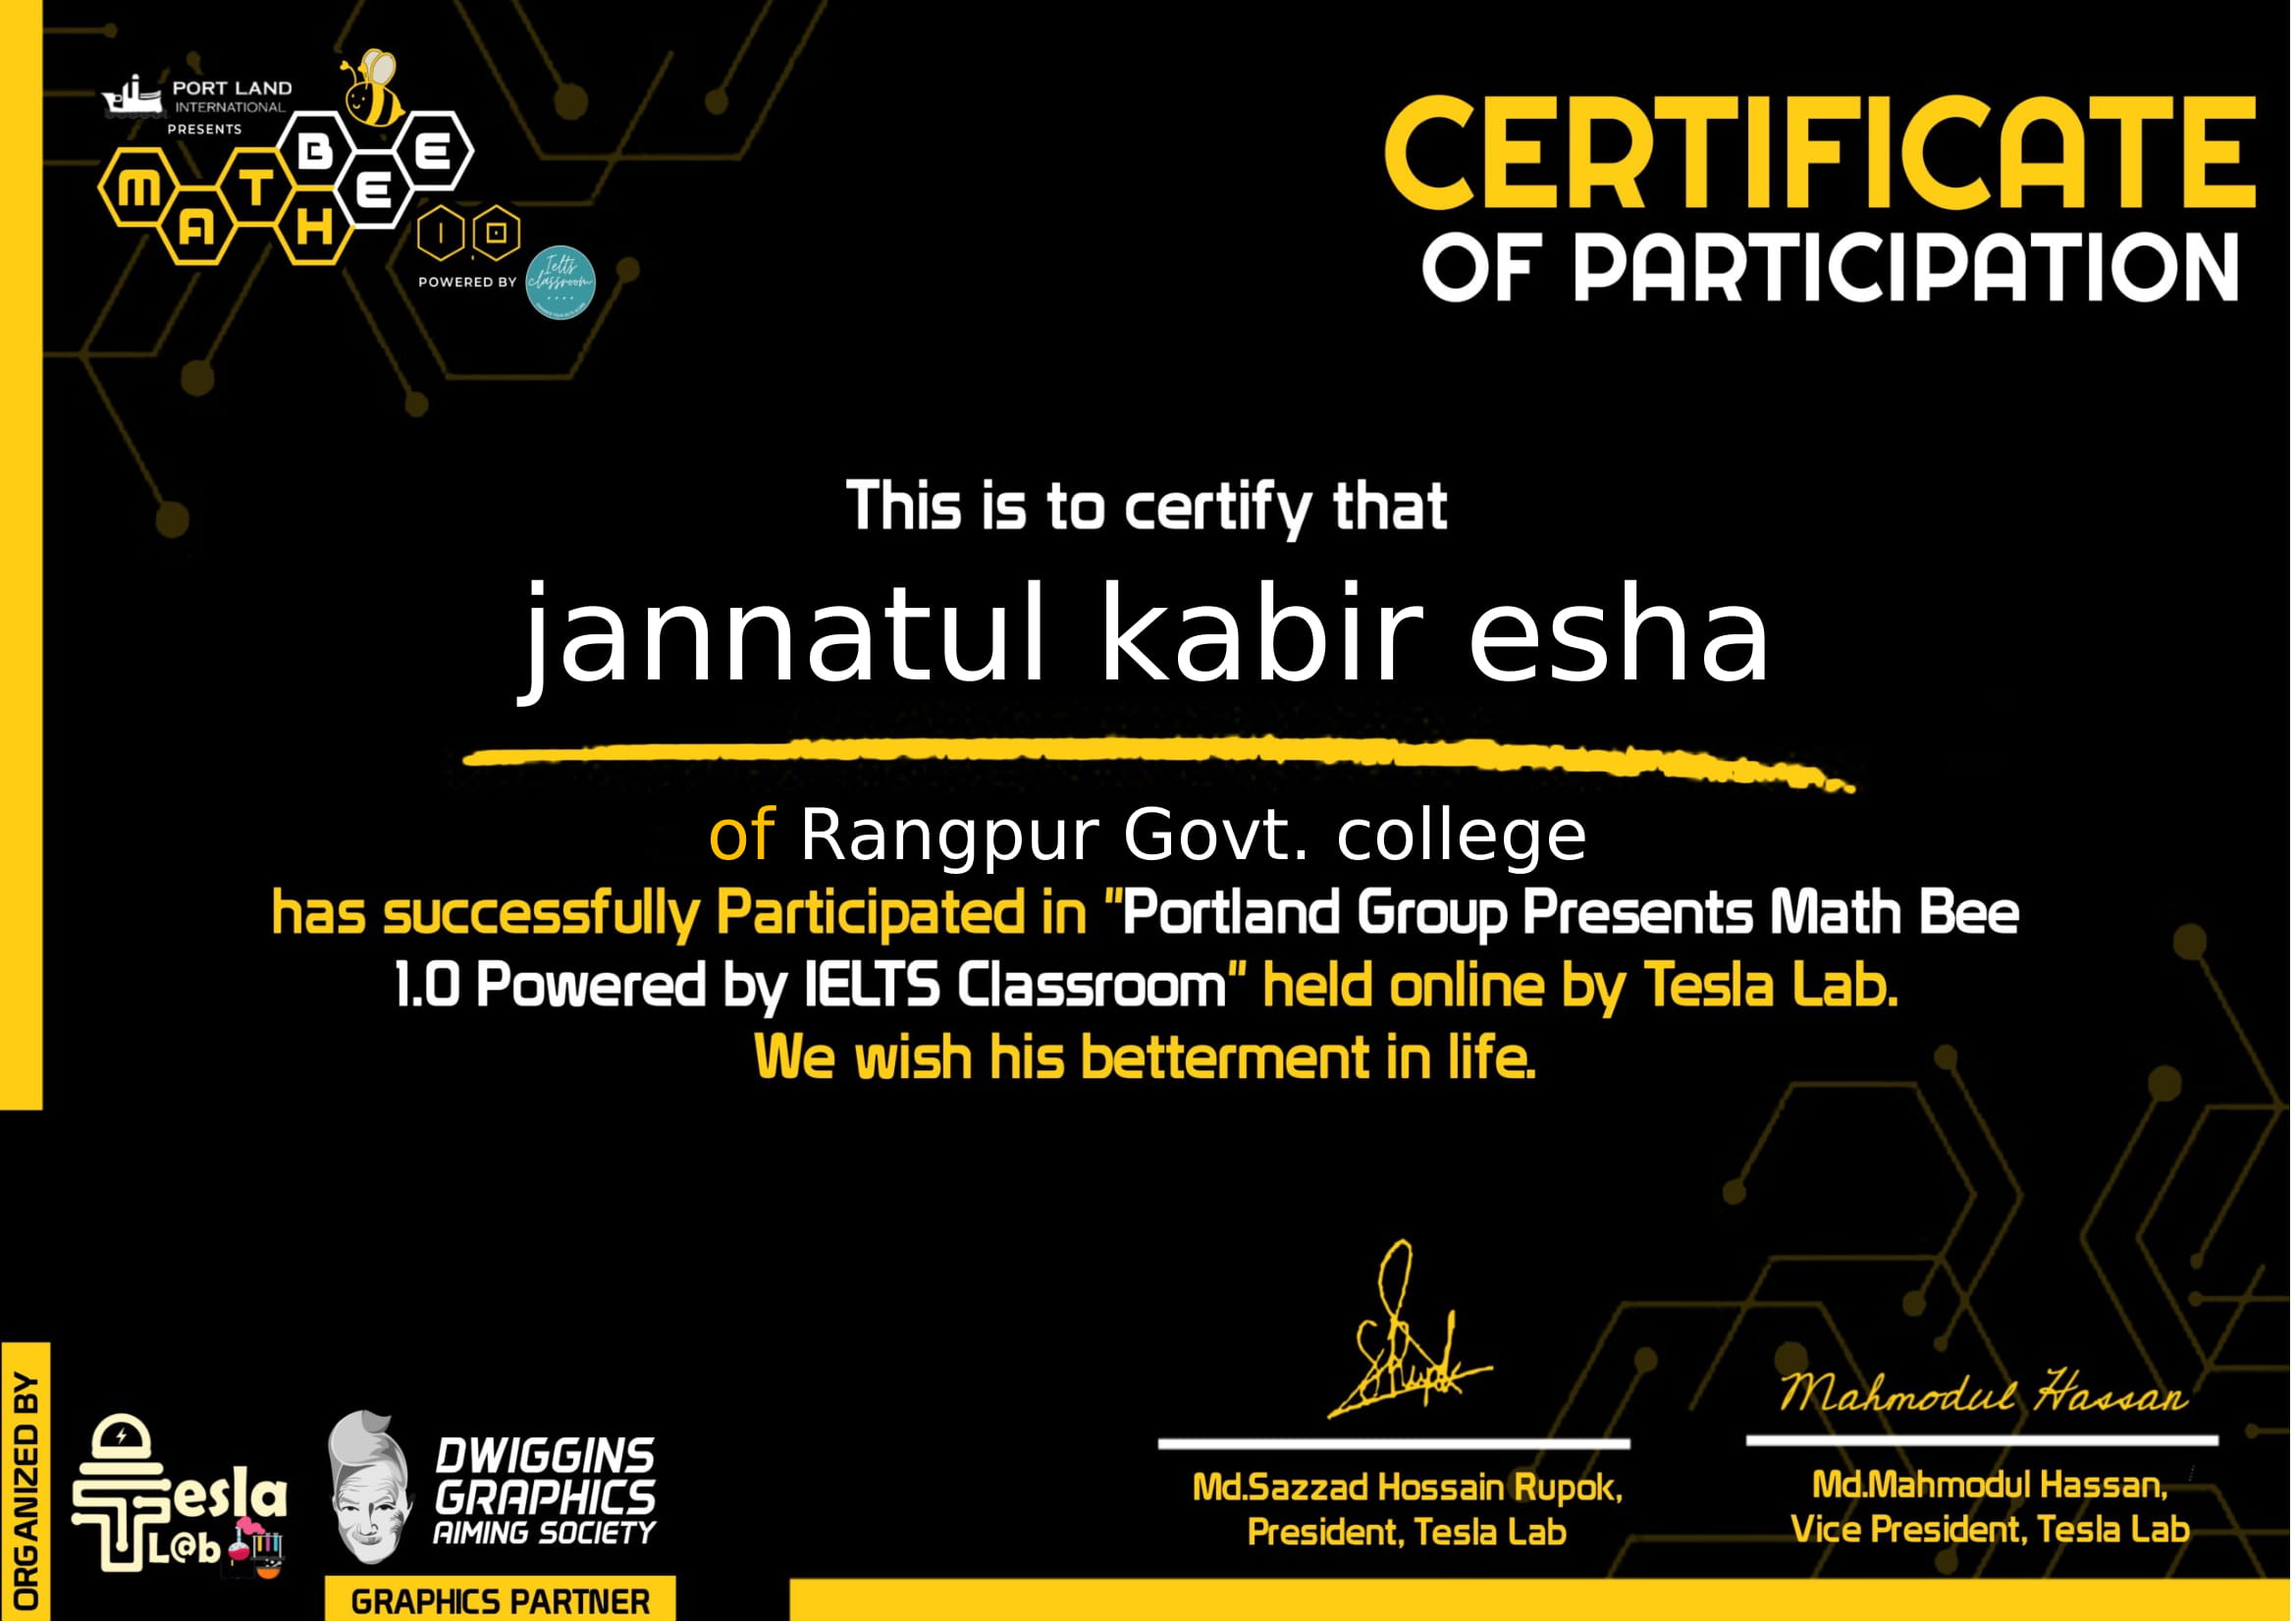 PORT LAND
INTERNATIONAL
PRESENTS
MATH BEE
1.0
POWERED BY
Ielts
classroom
CERTIFICATE
OF PARTICIPATION
This is to certify that
jannatul kabir esha
of Rangpur Govt. college
has successfully Participated in "Portland Group Presents Math Bee
1.0 Powered by IELTS Classroom" held online by Tesla Lab.
We wish his betterment in life.
ORGANIZED BY
Tesla
L@b
DWIGGINS
GRAPHICS
AIMING SOCIETY
GRAPHICS PARTNER
SRupok
Md.Sazzad Hossain Rupok,
President, Tesla Lab
Mahmodul Hassan
Md.Mahmodul Hassan,
Vice President, Tesla Lab